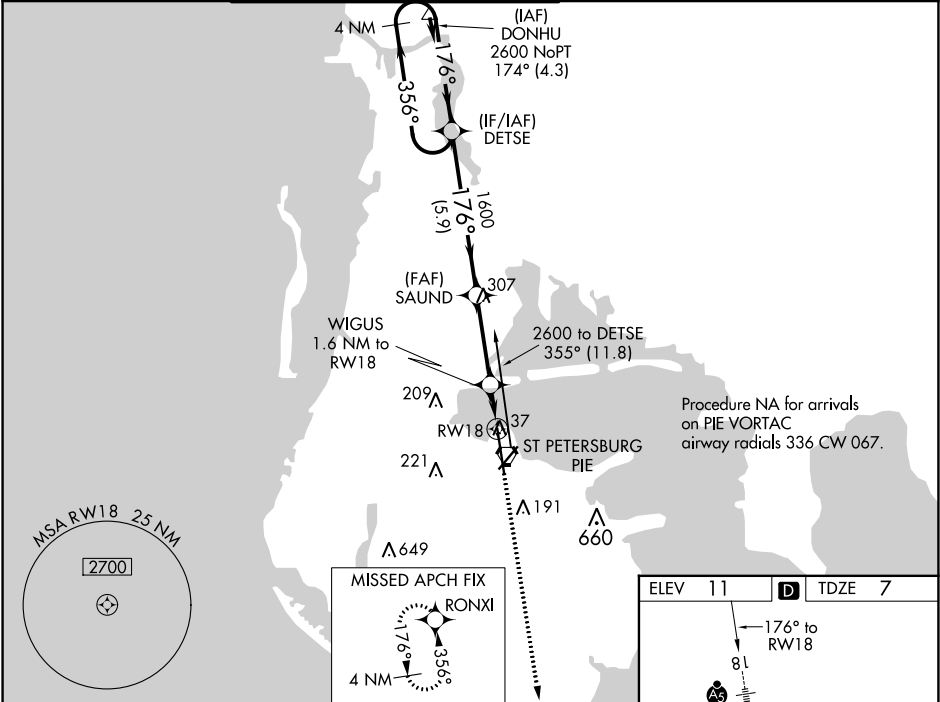 4 NM
(IAF)
DONHU
2600 NoPT
174° (4.3)
176°
356°
(IF/IAF)
DETSE
1600
176°
(5.9)
(FAF)
SAUND
307
WIGUS
1.6 NM to
RW18
2600 to DETSE
355° (11.8)
209
Procedure NA for arrivals
on PIE VORTAC
airway radials 336 CW 067.
RW18
37
ST PETERSBURG
PIE
221
191
660
649
MSA RW18 25 NM
2700
MISSED APCH FIX
RONXI
176°
356°
4 NM
ELEV 11 D TDZE 7
176° to
RW18
18
A5